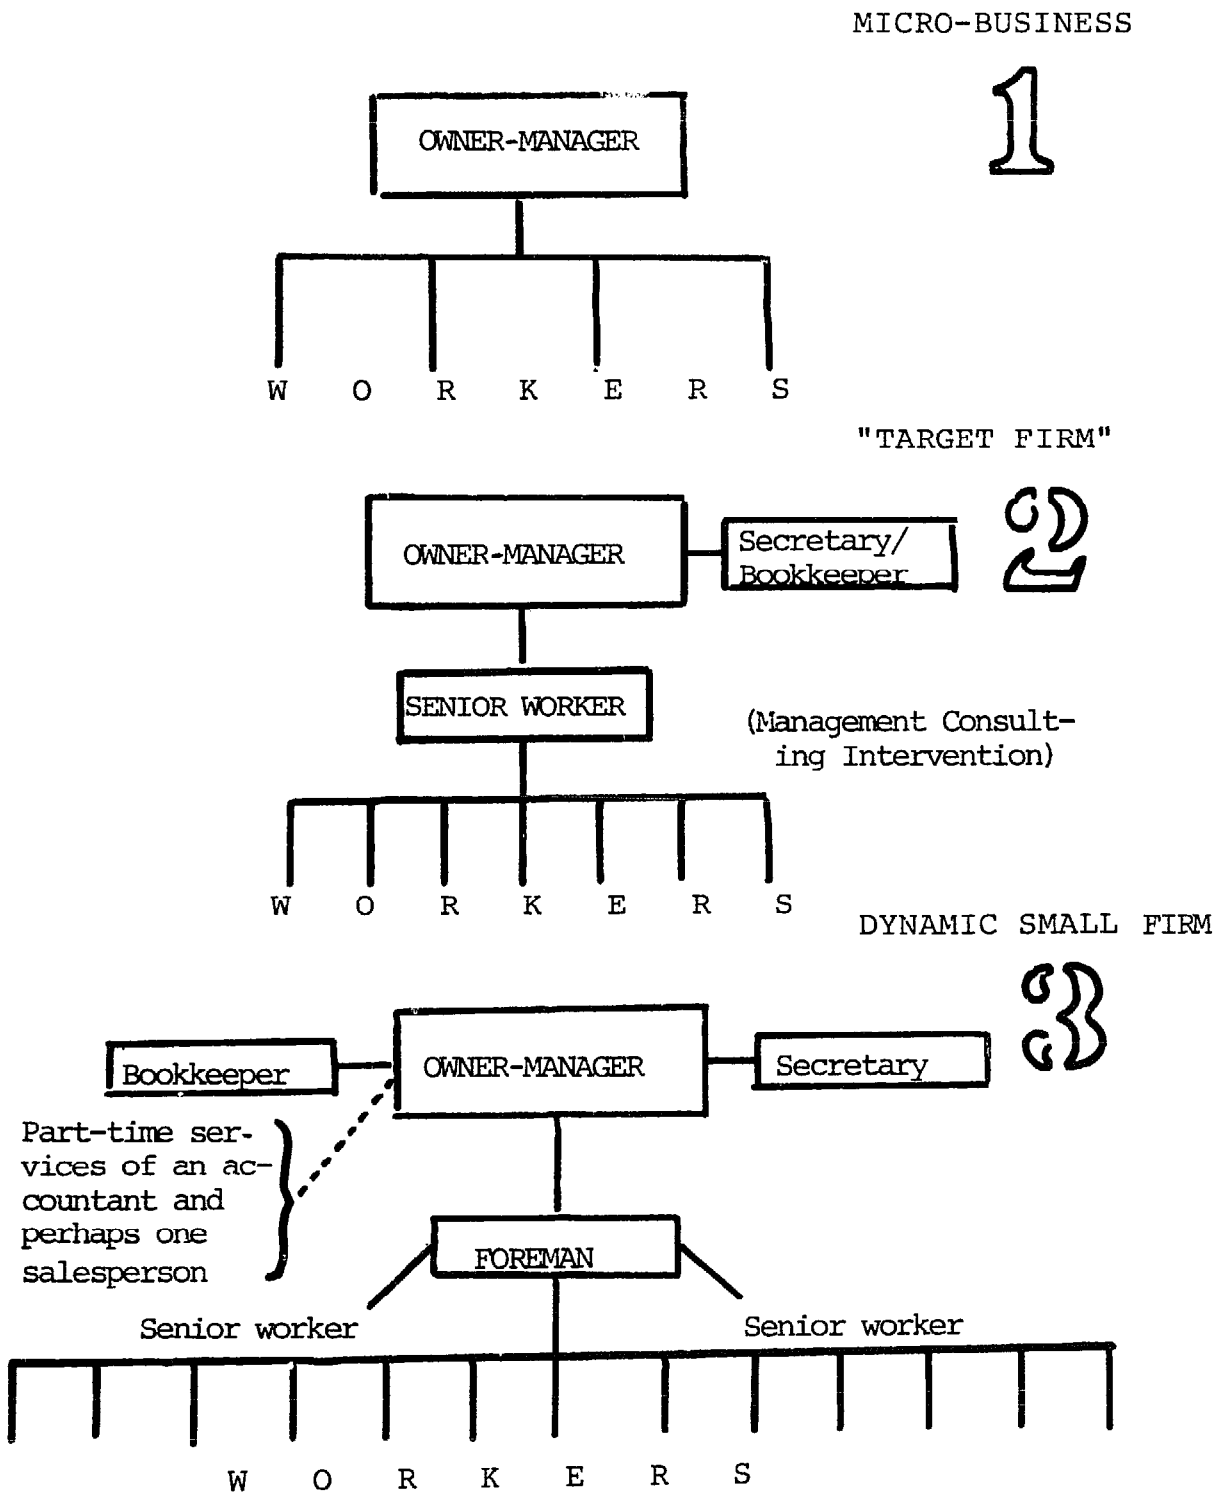 MICRO-BUSINESS
1
OWNER-MANAGER
W O R K E R S
"TARGET FIRM"
2
OWNER-MANAGER
Secretary/
Bookkeeper
SENIOR WORKER
(Management Consult-
ing Intervention)
W O R K E R S
DYNAMIC SMALL FIRM
3
Bookkeeper
OWNER-MANAGER
Secretary
Part-time ser-
vices of an ac-
countant and
perhaps one
salesperson
FOREMAN
Senior worker
Senior worker
W O R K E R S